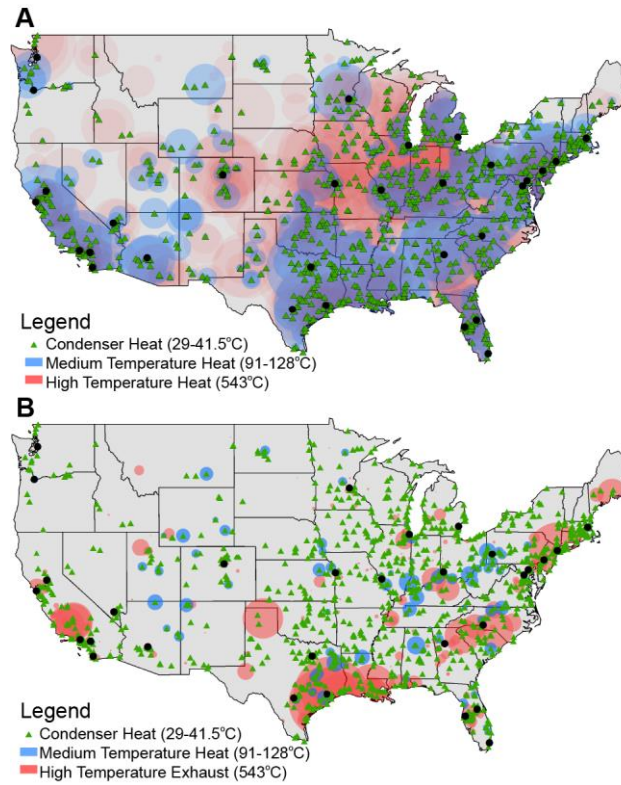 A
Legend
Condenser Heat (29-41.5°C)
Medium Temperature Heat (91-128°C)
High Temperature Heat (543°C)
B
Legend
Condenser Heat (29-41.5°C)
Medium Temperature Heat (91-128°C)
High Temperature Exhaust (543°C)